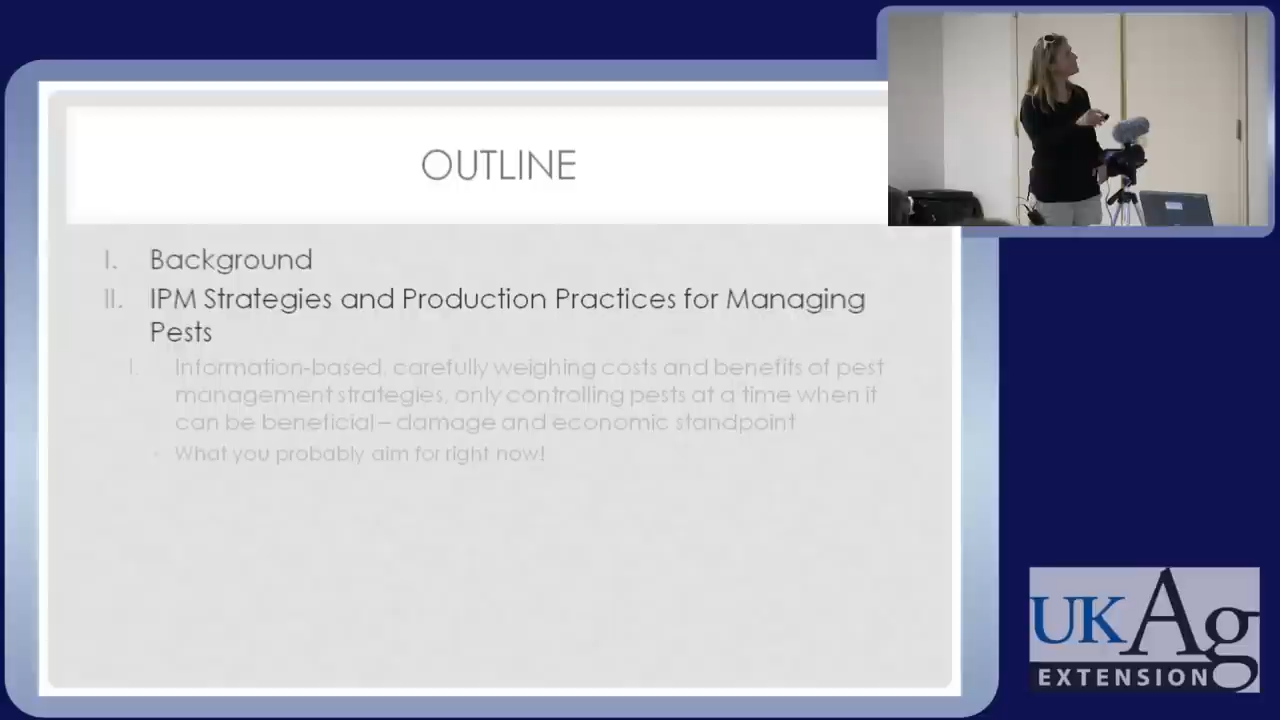 OUTLINE
I. Background
II. IPM Strategies and Production Practices for Managing
Pests
I. Information-based, carefully weighing costs and benefits of pest
management strategies, only controlling pests at a time when it
can be beneficial – damage and economic standpoint
• What you probably aim for right now!
UKAg
EXTENSION